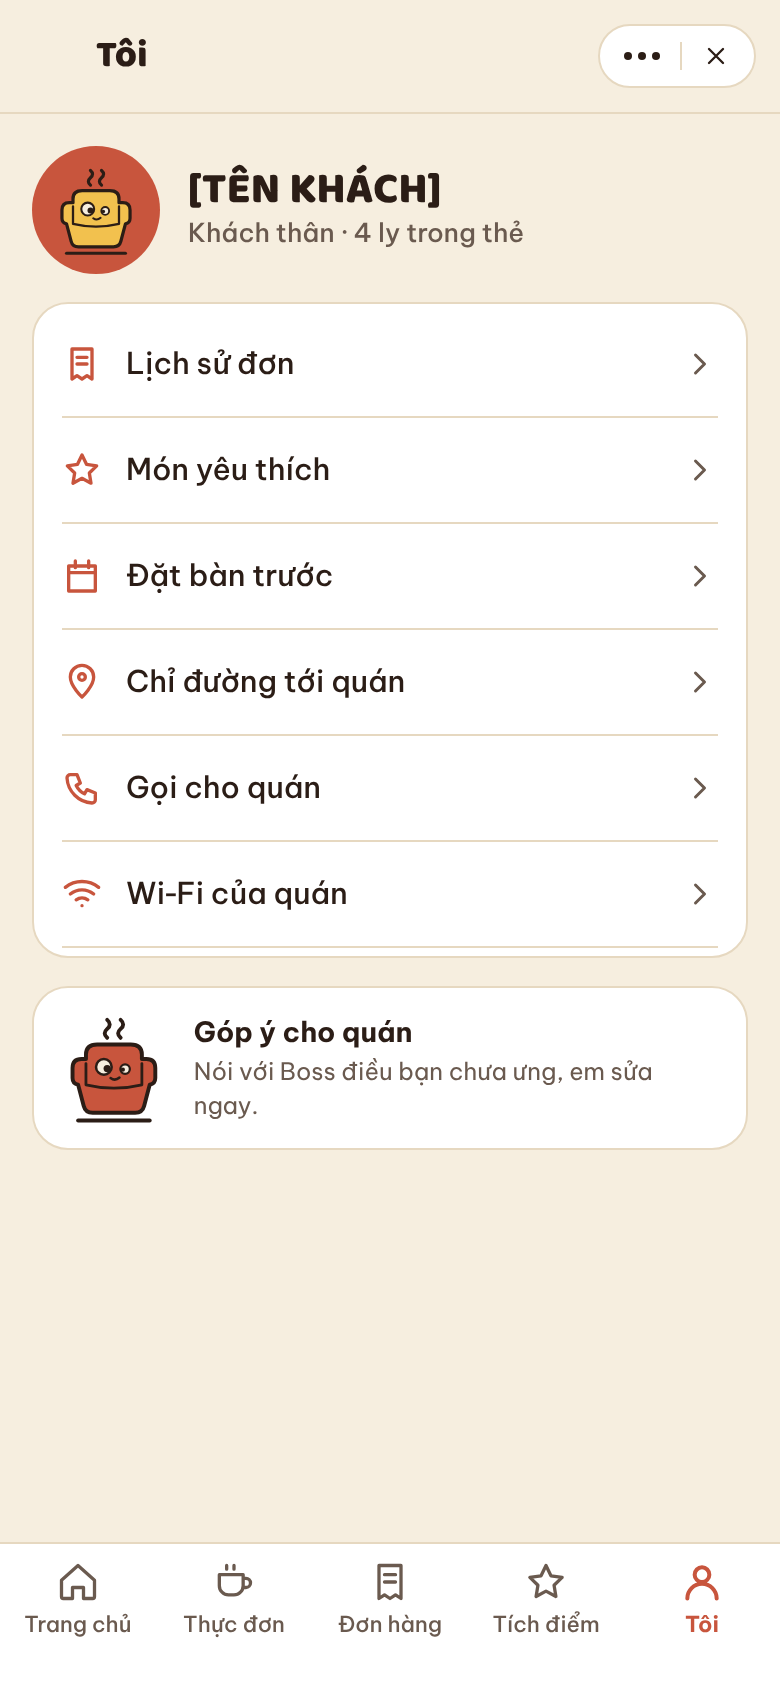 Tôi
[TÊN KHÁCH]
Khách thân · 4 ly trong thẻ
Lịch sử đơn
Món yêu thích
Đặt bàn trước
Chỉ đường tới quán
Gọi cho quán
Wi-Fi của quán
Góp ý cho quán
Nói với Boss điều bạn chưa ưng, em sửa
ngay.
Trang chủ
Thực đơn
Đơn hàng
Tích điểm
Tôi